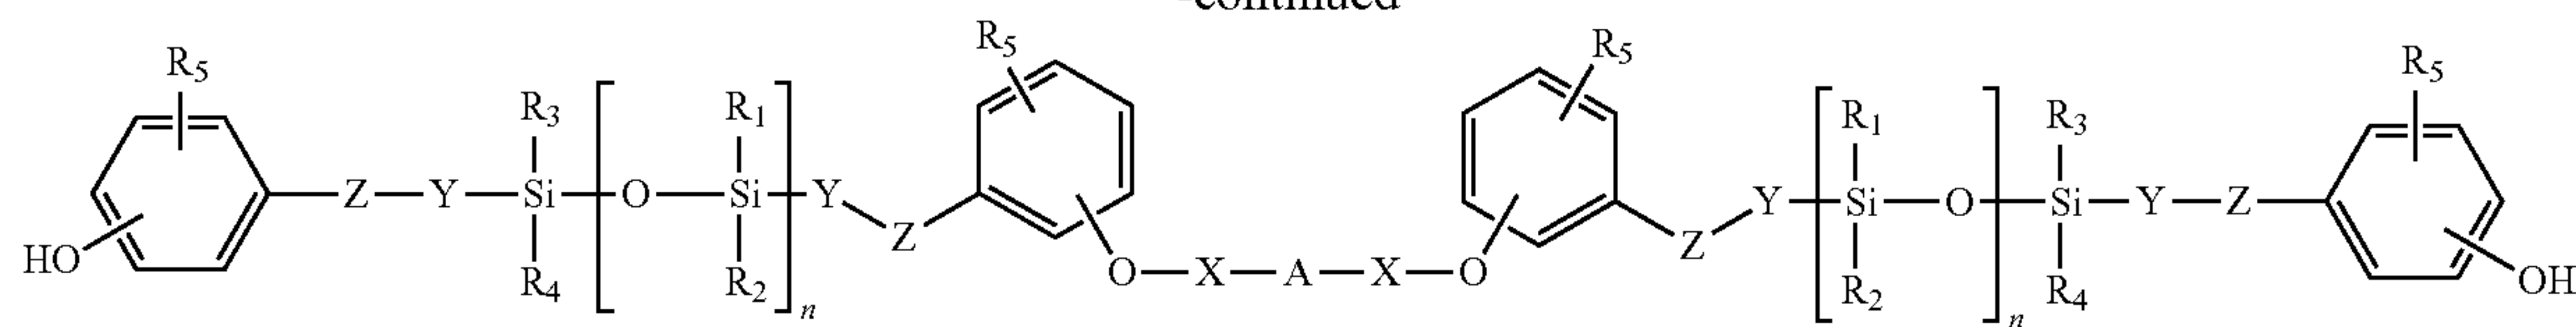 -continued
R5 R5 R5 R5
R3 R1 R1 R3
Z—Y—Si—O—Si—Y Y—Si—O—Si—Y—Z
HO Z Z OH
R4 R2 n O—X—A—X—O R2 n R4